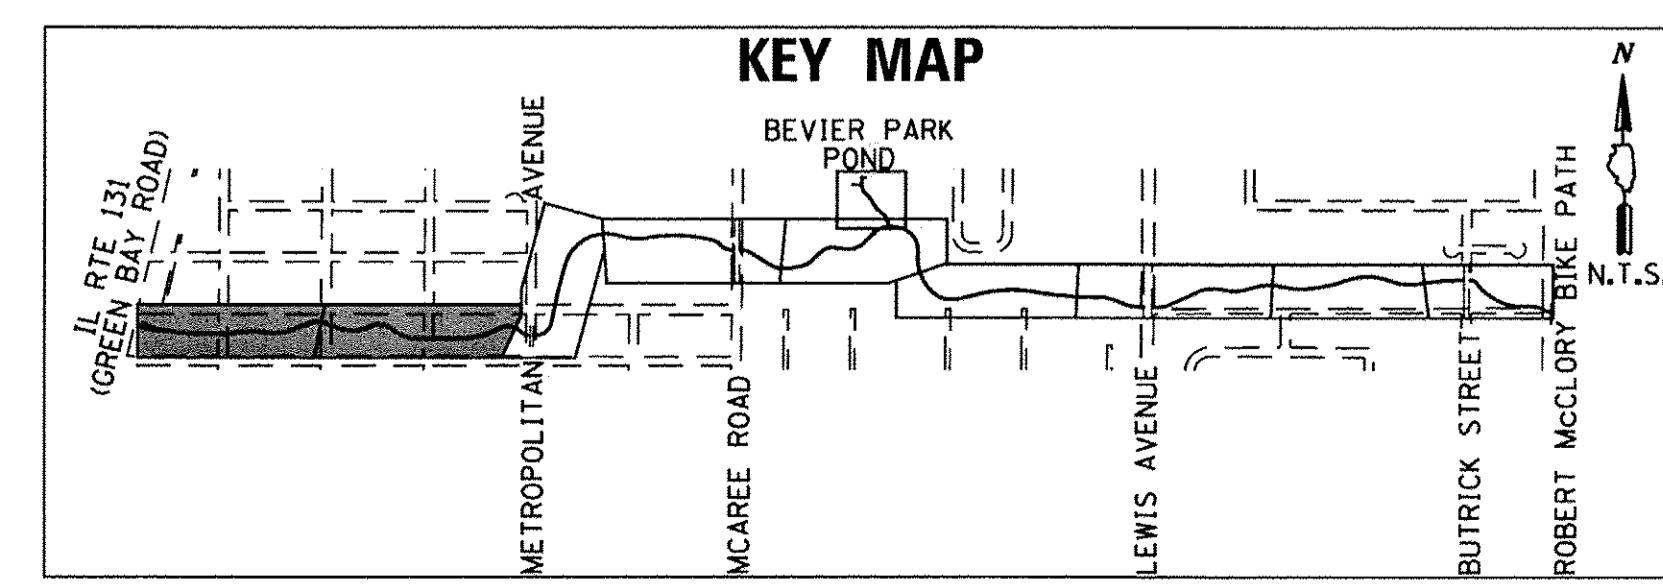 KEY MAP
N
BEVIER PARK
POND
N.T.S.
IL RTE 131
(GREEN BAY ROAD)
METROPOLITAN AVENUE
MCAREE ROAD
LEWIS AVENUE
BUTRICK STREET
ROBERT McCLORY BIKE PATH